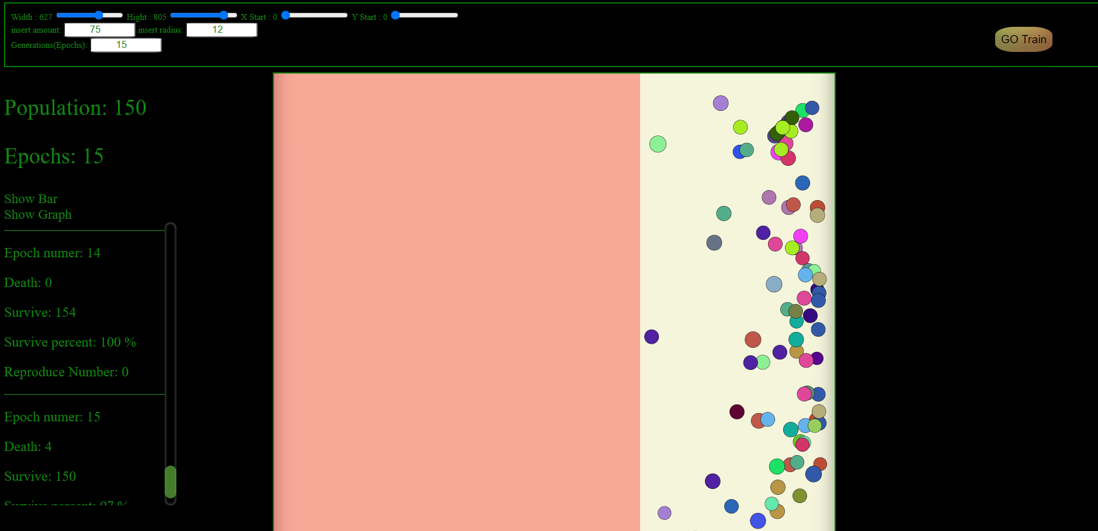 Width : 627 Hight : 805 X Start : 0 Y Start : 0
insert amount: 75 insert radius: 12
Generations(Epochs): 15
GO Train
Population: 150
Epochs: 15
Show Bar
Show Graph
Epoch numer: 14
Death: 0
Survive: 154
Survive percent: 100 %
Reproduce Number: 0
Epoch numer: 15
Death: 4
Survive: 150
Survive percent: 97 %